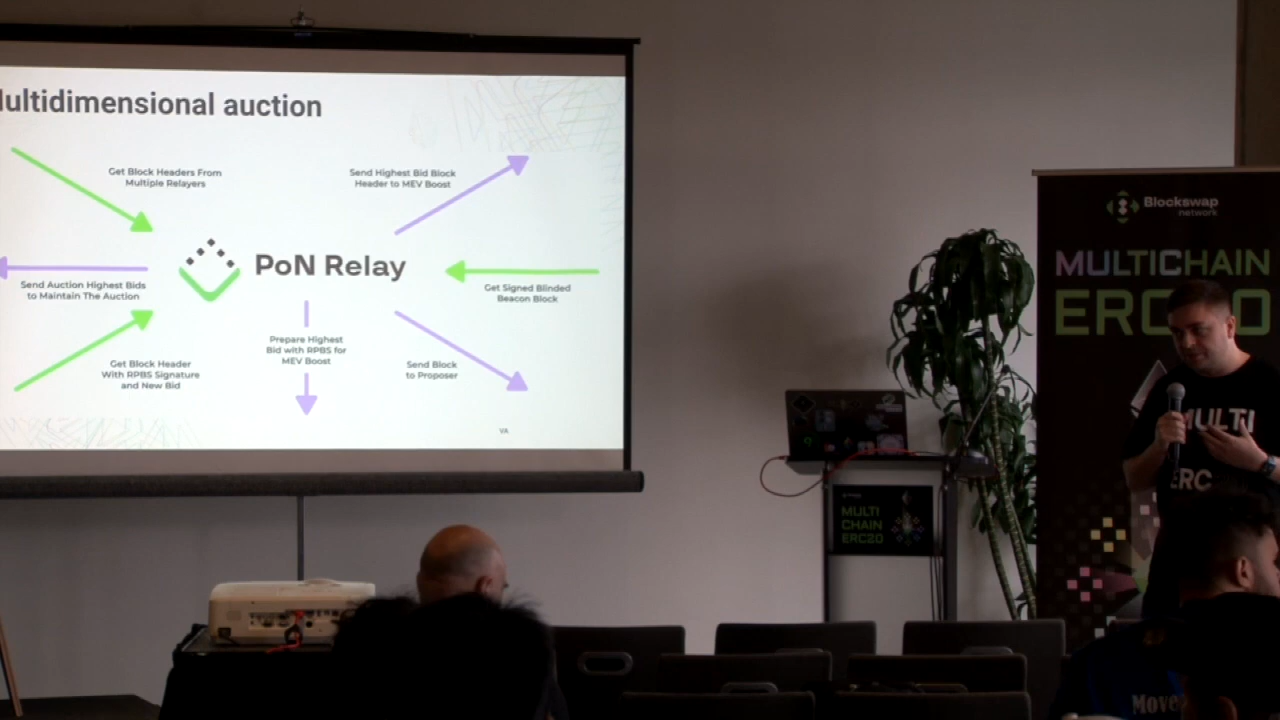 ultidimensional auction
Get Block Headers From
Multiple Relayers
Send Highest Bid Block
Header to MEV Boost
PoN Relay
Send Auction Highest Bids
to Maintain The Auction
Get Signed Blinded
Beacon Block
Prepare Highest
Bid with RPBS for
MEV Boost
Get Block Header
With RPBS Signature
and New Bid
Send Block
to Proposer
VA
Blockswap
network
MULTICHAIN
ERC20
MULTI
CHAIN
ERC20
MULTI
ERC
Move